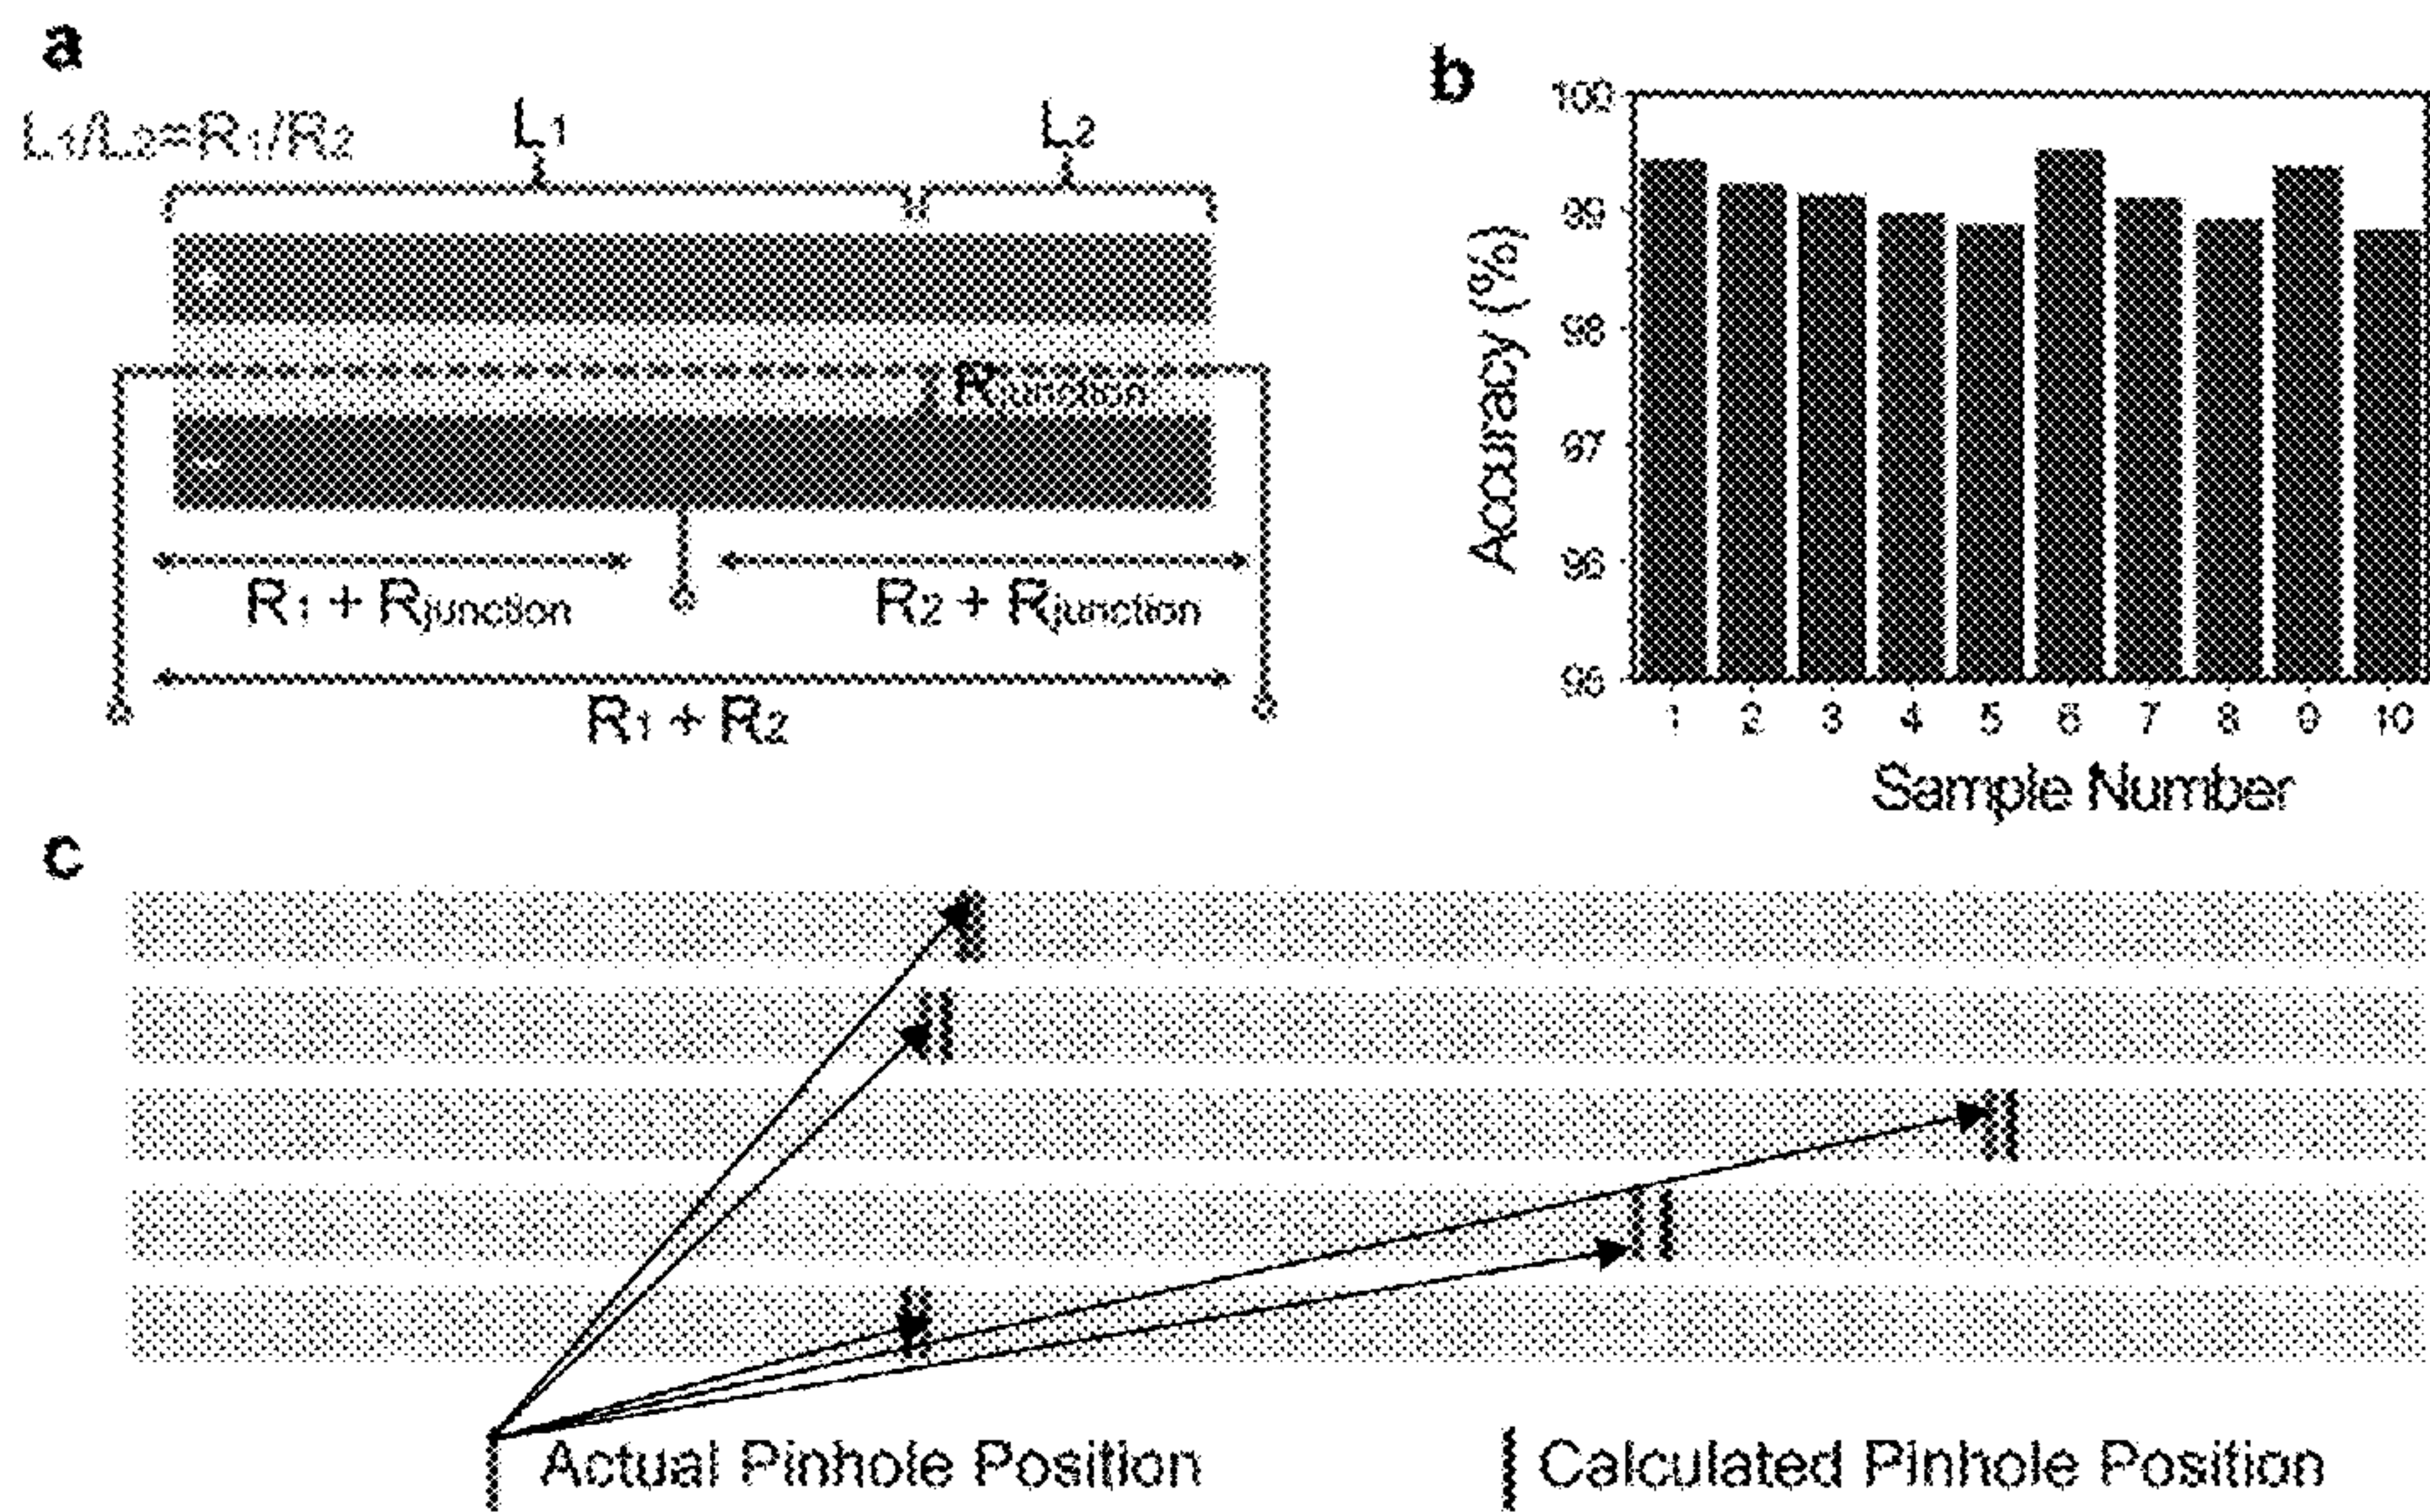 a
L1/L2=R1/R2
L1
L2
+
Rjunction
-
R1 + Rjunction
R2 + Rjunction
R1 + R2
b
100
99
98
97
96
95
Accuracy (%)
1 2 3 4 5 6 7 8 9 10
Sample Number
c
Actual Pinhole Position
Calculated Pinhole Position